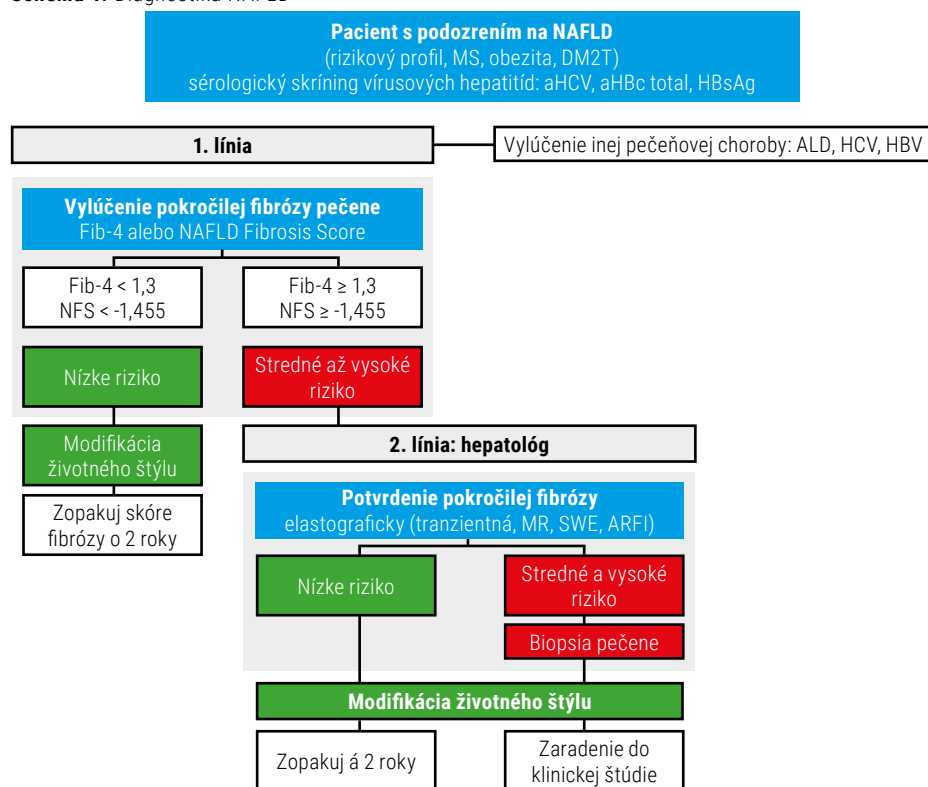 Schéma 1. Diagnostika NAFLD
Pacient s podozrením na NAFLD
(rizikový profil, MS, obezita, DM2T)
sérologický skríning vírusových hepatitíd: aHCV, aHBc total, HBsAg
1. línia
Vylúčenie inej pečeňovej choroby: ALD, HCV, HBV
Vylúčenie pokročilej fibrózy pečene
Fib-4 alebo NAFLD Fibrosis Score
Fib-4 < 1,3
NFS < -1,455
Fib-4 ≥ 1,3
NFS ≥ -1,455
Nízke riziko
Stredné až vysoké
riziko
Modifikácia
životného štýlu
Zopakuj skóre
fibrózy o 2 roky
2. línia: hepatológ
Potvrdenie pokročilej fibrózy
elastograficky (tranzientná, MR, SWE, ARFI)
Nízke riziko
Stredné a vysoké
riziko
Biopsia pečene
Modifikácia životného štýlu
Zopakuj á 2 roky
Zaradenie do
klinickej štúdie